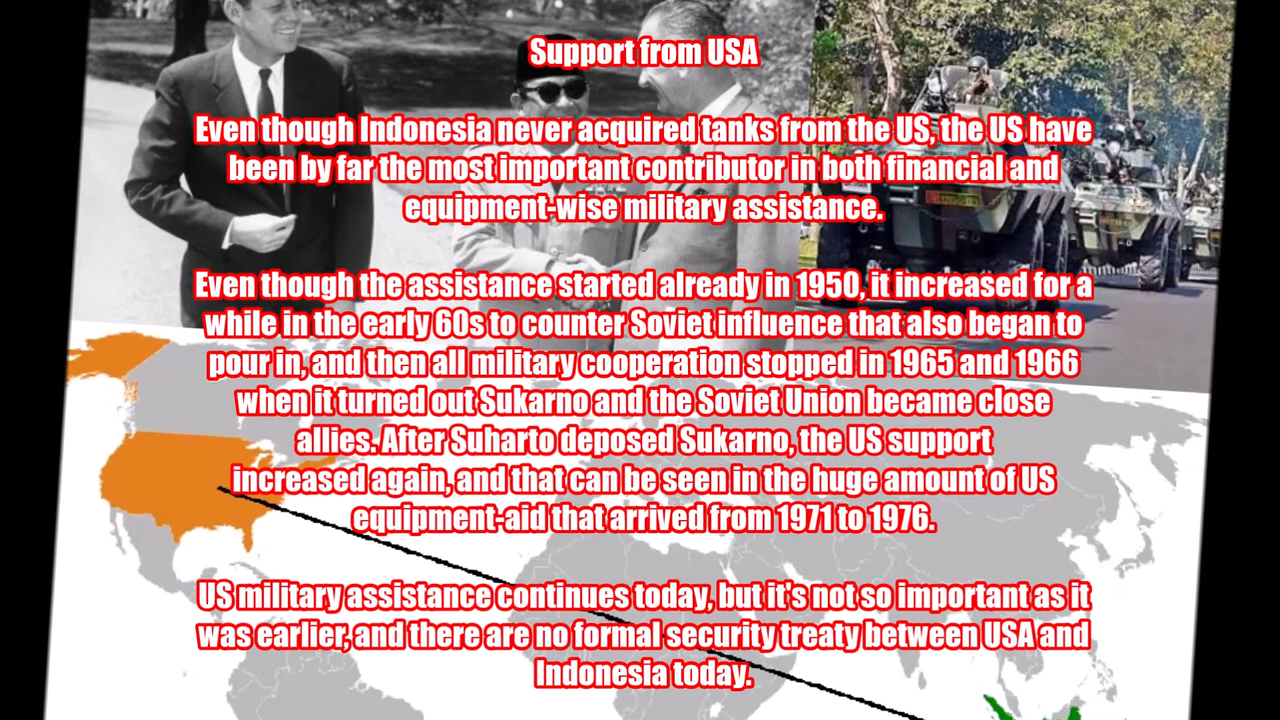 Support from USA
Even though Indonesia never acquired tanks from the US, the US have
been by far the most important contributor in both financial and
equipment-wise military assistance.
Even though the assistance started already in 1950, it increased for a
while in the early 60s to counter Soviet influence that also began to
pour in, and then all military cooperation stopped in 1965 and 1966
when it turned out Sukarno and the Soviet Union became close
allies. After Suharto deposed Sukarno, the US support
increased again, and that can be seen in the huge amount of US
equipment-aid that arrived from 1971 to 1976.
US military assistance continues today, but it's not so important as it
was earlier, and there are no formal security treaty between USA and
Indonesia today.